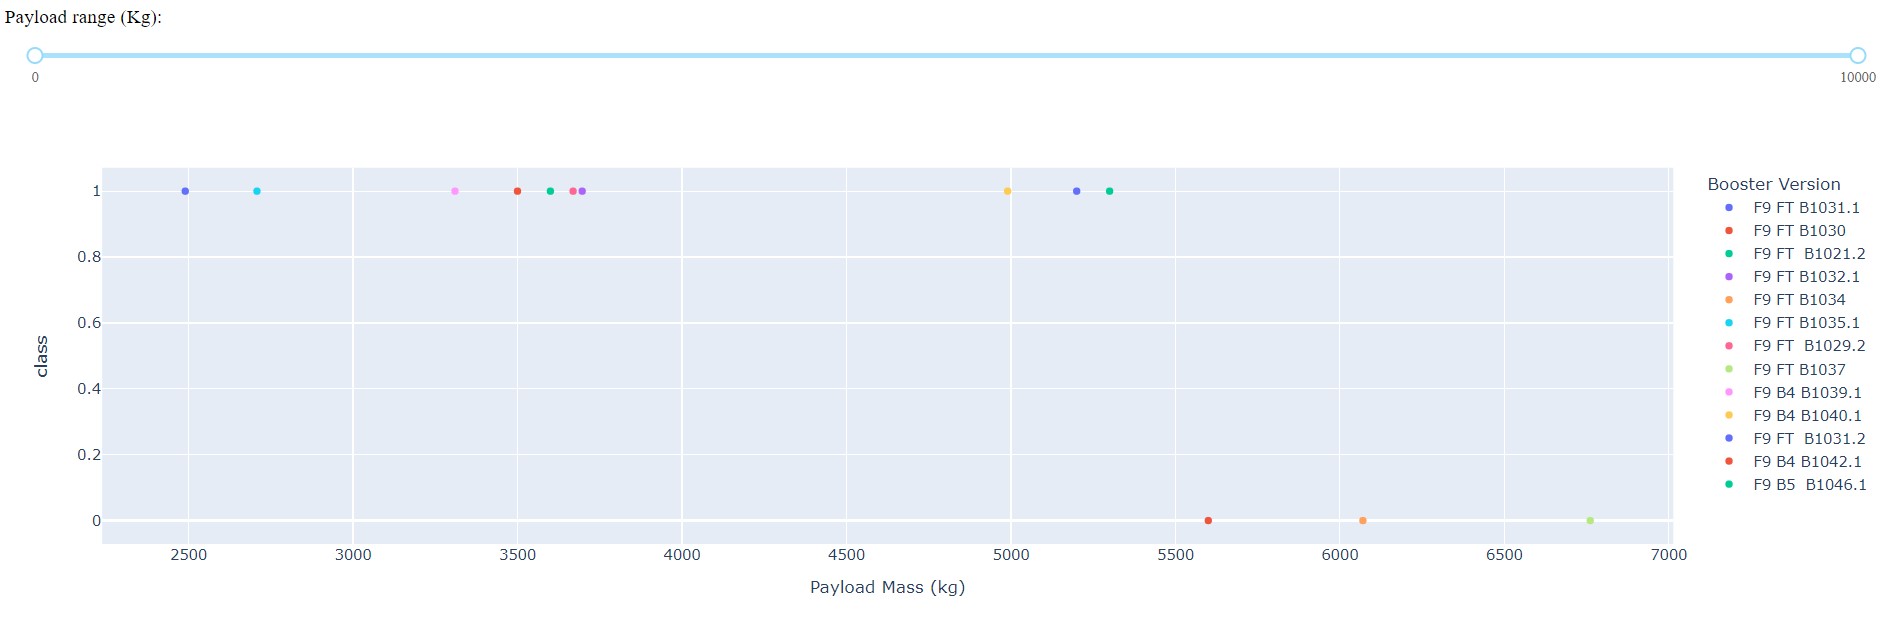 Payload range (Kg):
0 10000
Booster Version
F9 FT B1031.1
F9 FT B1030
F9 FT  B1021.2
F9 FT B1032.1
F9 FT B1034
F9 FT B1035.1
F9 FT  B1029.2
F9 FT B1037
F9 B4 B1039.1
F9 B4 B1040.1
F9 FT  B1031.2
F9 B4 B1042.1
F9 B5  B1046.1
1
0.8
0.6
0.4
0.2
0
class
2500 3000 3500 4000 4500 5000 5500 6000 6500 7000
Payload Mass (kg)